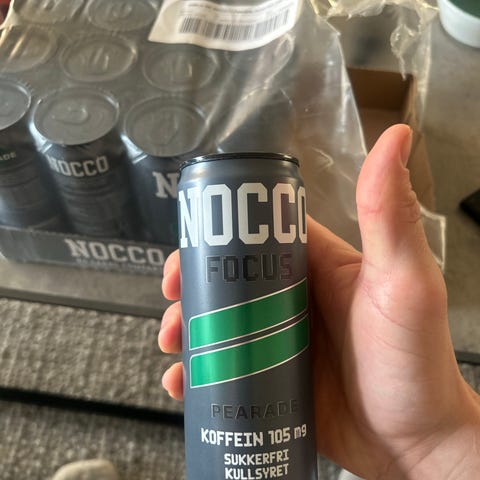 NOCCO
NOCCO
NOCCO
FOCUS
PEARADE
KOFFEIN 105 mg
SUKKERFRI
KULLSYRET